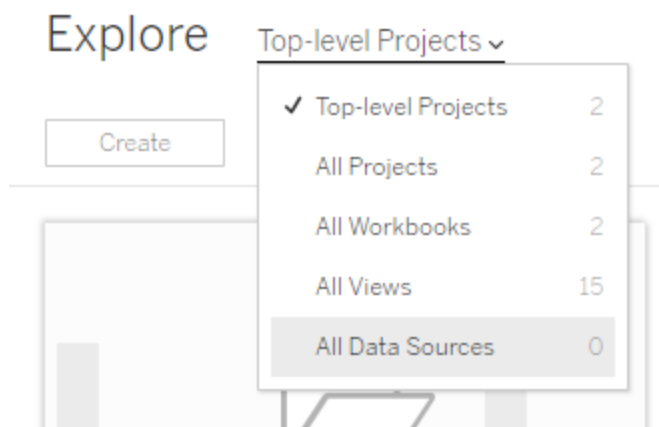 Explore
Top-level Projects
Create
✓ Top-level Projects 2
All Projects 2
All Workbooks 2
All Views 15
All Data Sources 0